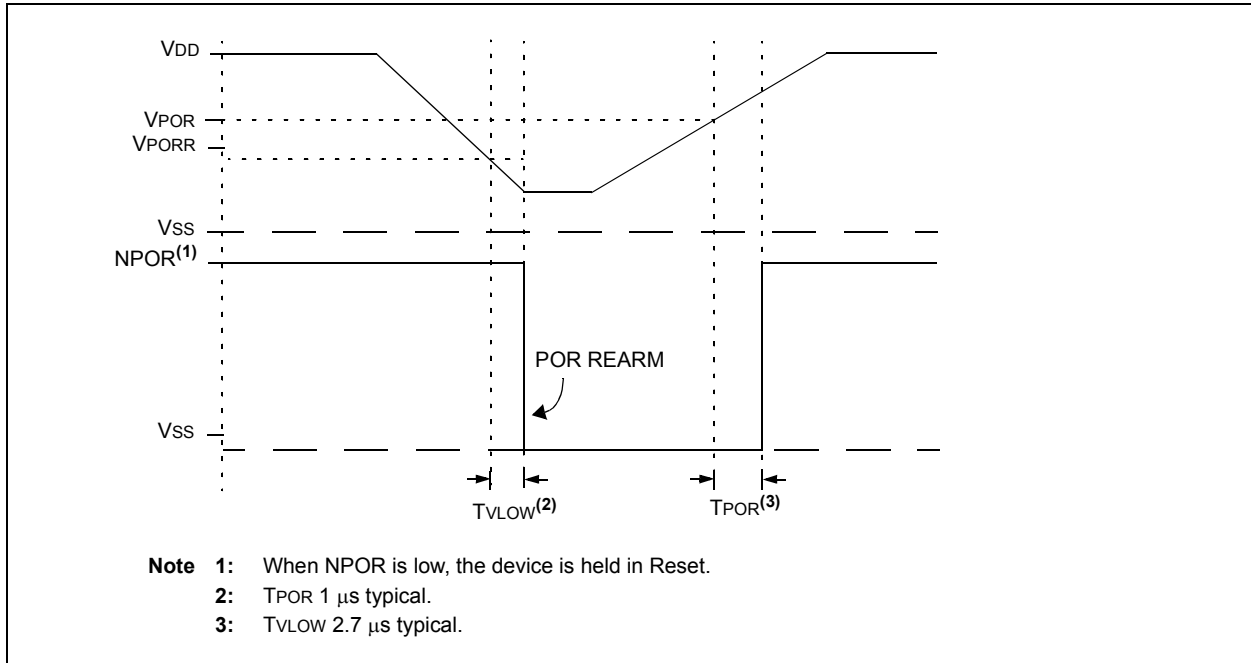 VDD
VPOR
VPORR
VSS
NPOR(1)
POR REARM
VSS
TVLOW(2)
TPOR(3)
Note 1: When NPOR is low, the device is held in Reset.
2: TPOR 1 μs typical.
3: TVLOW 2.7 μs typical.